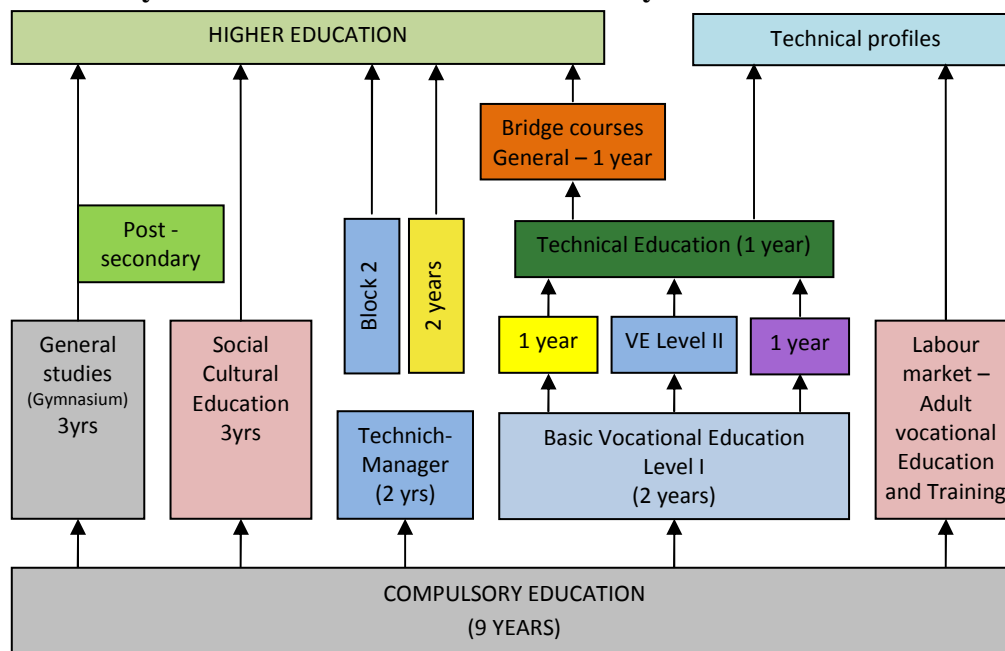 HIGHER EDUCATION
Technical profiles
Bridge courses
General – 1 year
Post -
secondary
Block 2
2 years
Technical Education (1 year)
1 year
VE Level II
1 year
General
studies
(Gymnasium)
3yrs
Social
Cultural
Education
3yrs
Technich-
Manager
(2 yrs)
Basic Vocational Education
Level I
(2 years)
Labour
market –
Adult
vocational
Education
and Training
COMPULSORY EDUCATION
(9 YEARS)